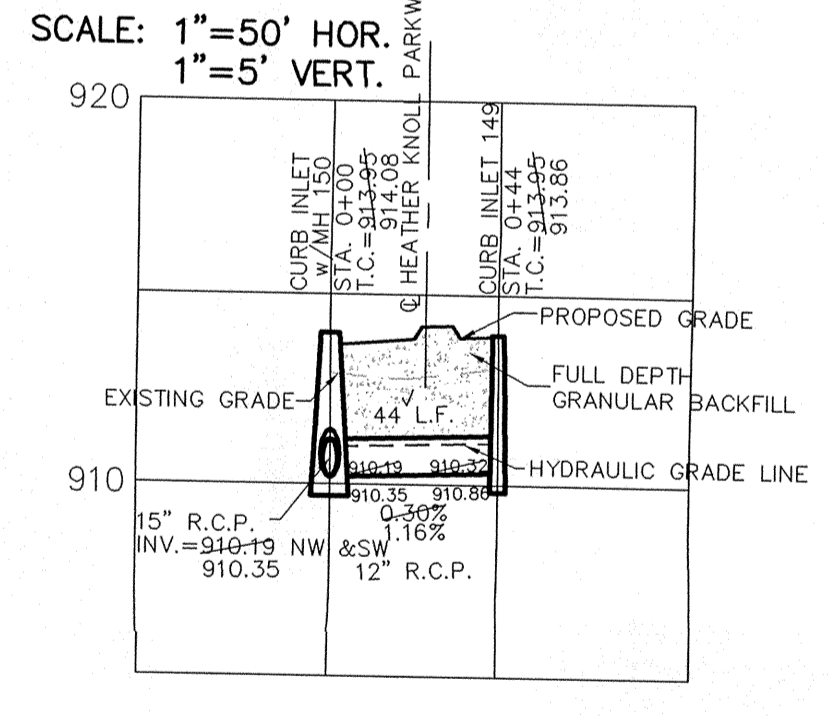 SCALE: 1"=50' HOR.
1"=5' VERT.
920
CURB INLET
w/MH 150
STA. 0+00
T.C.=913.95
914.08
℄ HEATHER KNOLL PARKW
CURB INLET 149
STA. 0+44
T.C.=913.95
913.86
PROPOSED GRADE
FULL DEPTH
GRANULAR BACKFILL
EXISTING GRADE
44 L.F.
910.19 910.32
HYDRAULIC GRADE LINE
910
910.35 910.86
0.30%
1.16%
15" R.C.P.
INV.=910.19 NW &SW
910.35
12" R.C.P.